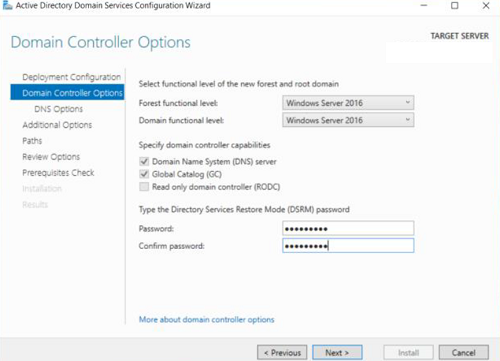 Active Directory Domain Services Configuration Wizard
Domain Controller Options
TARGET SERVER
Deployment Configuration
Domain Controller Options
DNS Options
Additional Options
Paths
Review Options
Prerequisites Check
Installation
Results
Select functional level of the new forest and root domain
Forest functional level: Windows Server 2016
Domain functional level: Windows Server 2016
Specify domain controller capabilities
Domain Name System (DNS) server
Global Catalog (GC)
Read only domain controller (RODC)
Type the Directory Services Restore Mode (DSRM) password
Password: •••••••••
Confirm password: •••••••••
More about domain controller options
< Previous Next > Install Cancel